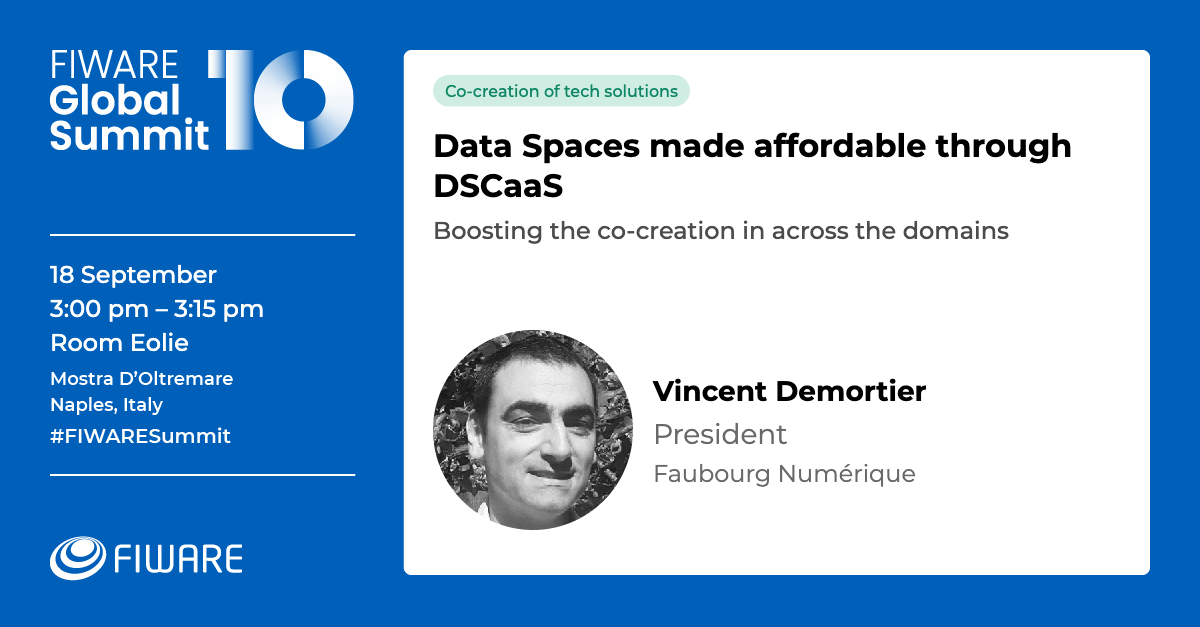 FIWARE
Global
Summit
10
18 September
3:00 pm – 3:15 pm
Room Eolie
Mostra D’Oltremare
Naples, Italy
#FIWARESummit
FIWARE
Co-creation of tech solutions
Data Spaces made affordable through
DSCaaS
Boosting the co-creation in across the domains
Vincent Demortier
President
Faubourg Numérique